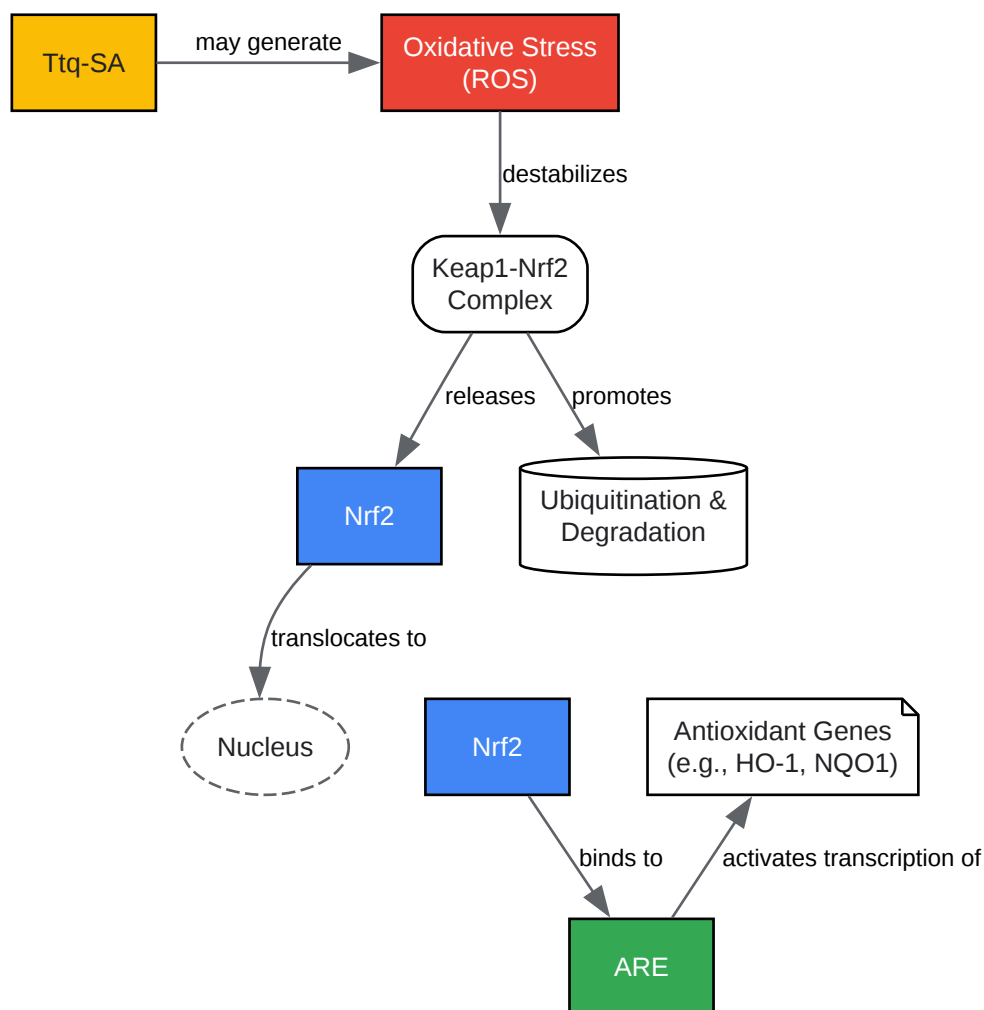 Ttq-SA
may generate
Oxidative Stress
(ROS)
destabilizes
Keap1-Nrf2
Complex
releases
promotes
Nrf2
Ubiquitination &
Degradation
translocates to
Nucleus
Nrf2
Antioxidant Genes
(e.g., HO-1, NQO1)
binds to
activates transcription of
ARE